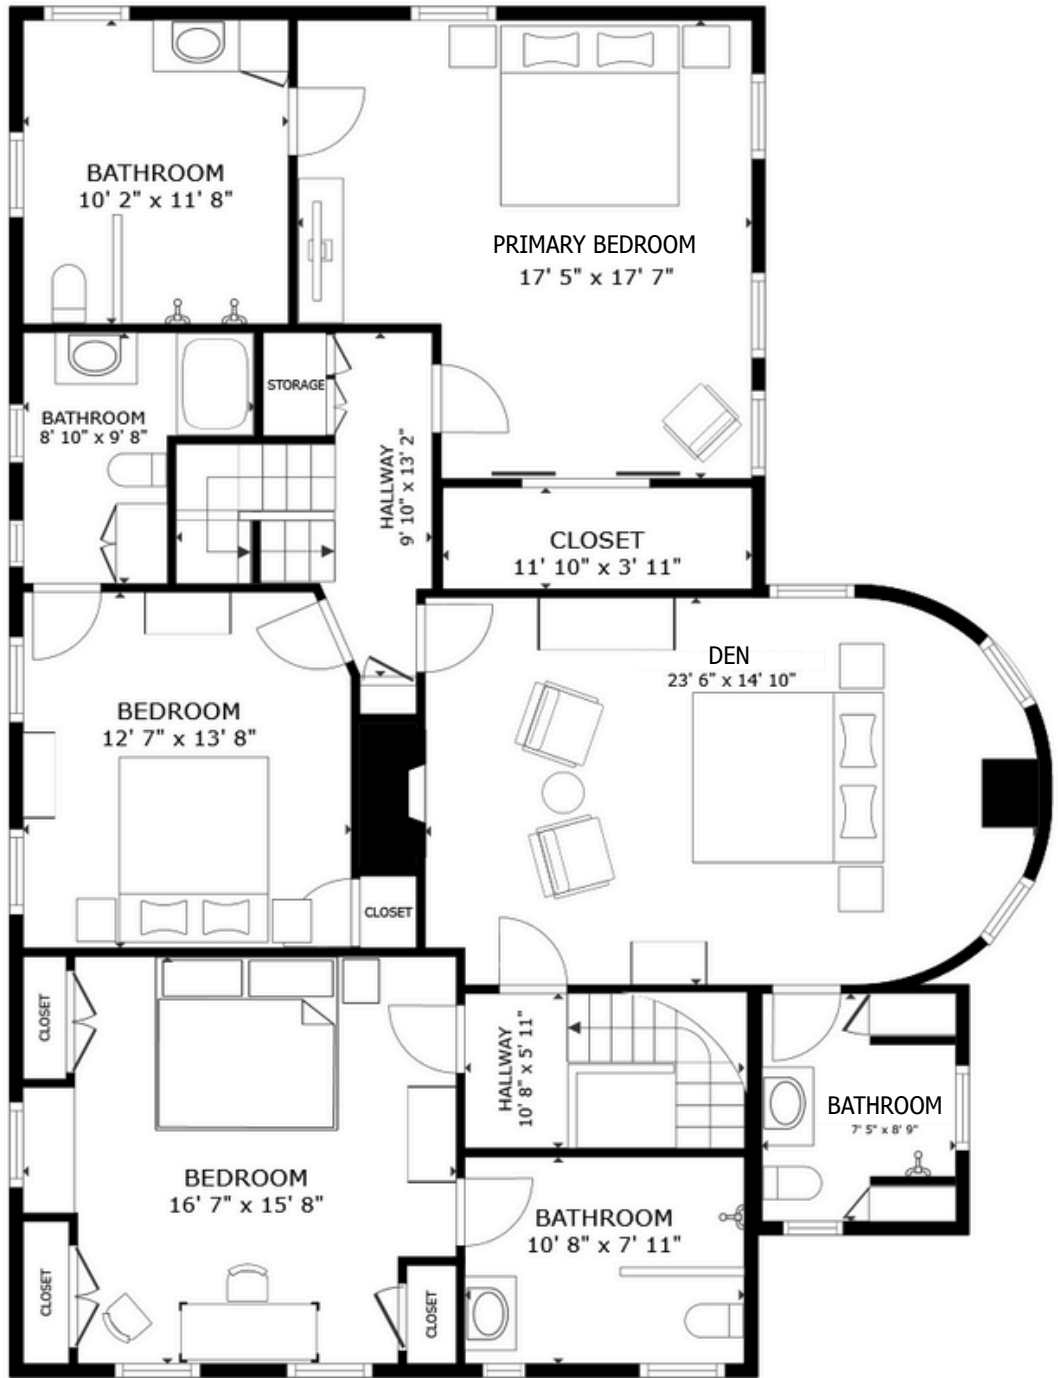 BATHROOM
10' 2" x 11' 8"
PRIMARY BEDROOM
17' 5" x 17' 7"
STORAGE
BATHROOM
8' 10" x 9' 8"
HALLWAY
9' 10" x 13' 2"
CLOSET
11' 10" x 3' 11"
DEN
23' 6" x 14' 10"
BEDROOM
12' 7" x 13' 8"
CLOSET
CLOSET
HALLWAY
10' 8" x 5' 11"
BATHROOM
7' 5" x 8' 9"
BEDROOM
16' 7" x 15' 8"
BATHROOM
10' 8" x 7' 11"
CLOSET
CLOSET